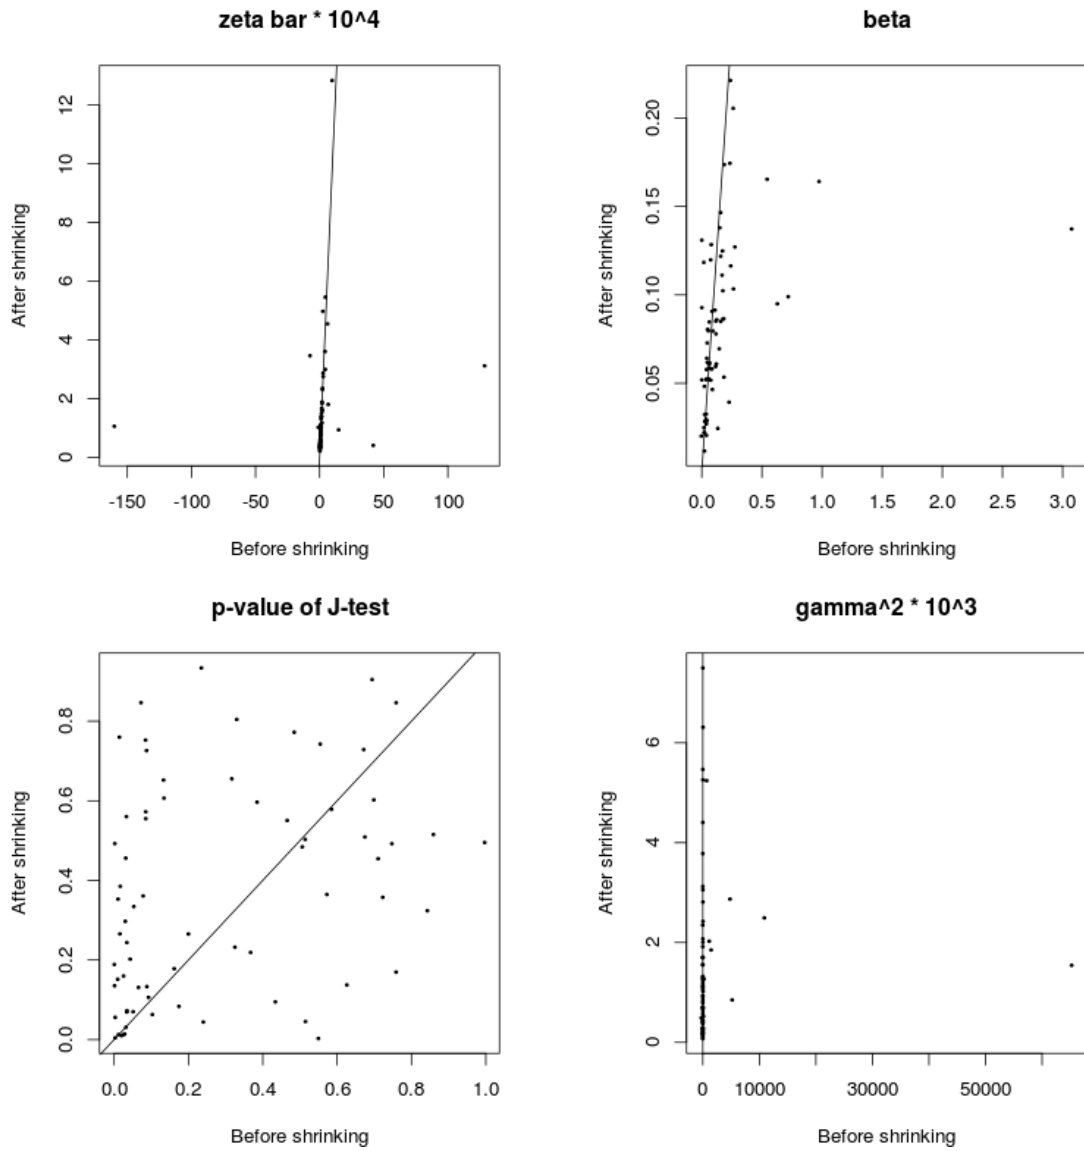 zeta bar * 10^4
After shrinking
12
10
8
6
4
2
0
-150 -100 -50 0 50 100
Before shrinking
beta
After shrinking
0.20
0.15
0.10
0.05
0.0 0.5 1.0 1.5 2.0 2.5 3.0
Before shrinking
p-value of J-test
After shrinking
0.8
0.6
0.4
0.2
0.0
0.0 0.2 0.4 0.6 0.8 1.0
Before shrinking
gamma^2 * 10^3
After shrinking
6
4
2
0
0 10000 30000 50000
Before shrinking